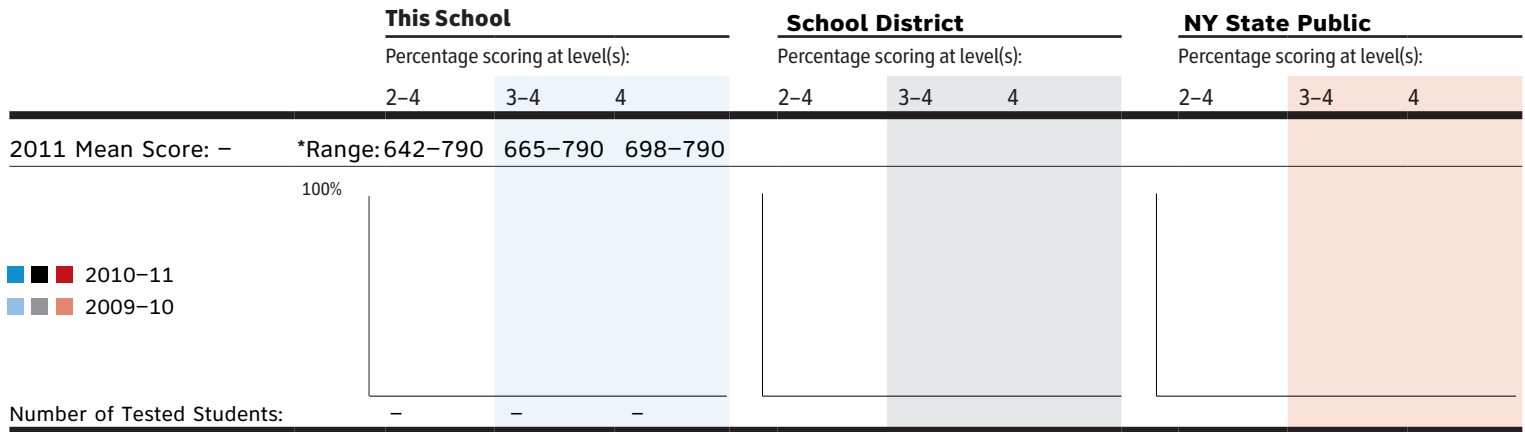 This School School District NY State Public
Percentage scoring at level(s): Percentage scoring at level(s): Percentage scoring at level(s):
2–4 3–4 4 2–4 3–4 4 2–4 3–4 4
2011 Mean Score: – *Range: 642–790 665–790 698–790
100%
2010–11
2009–10
Number of Tested Students: – – –